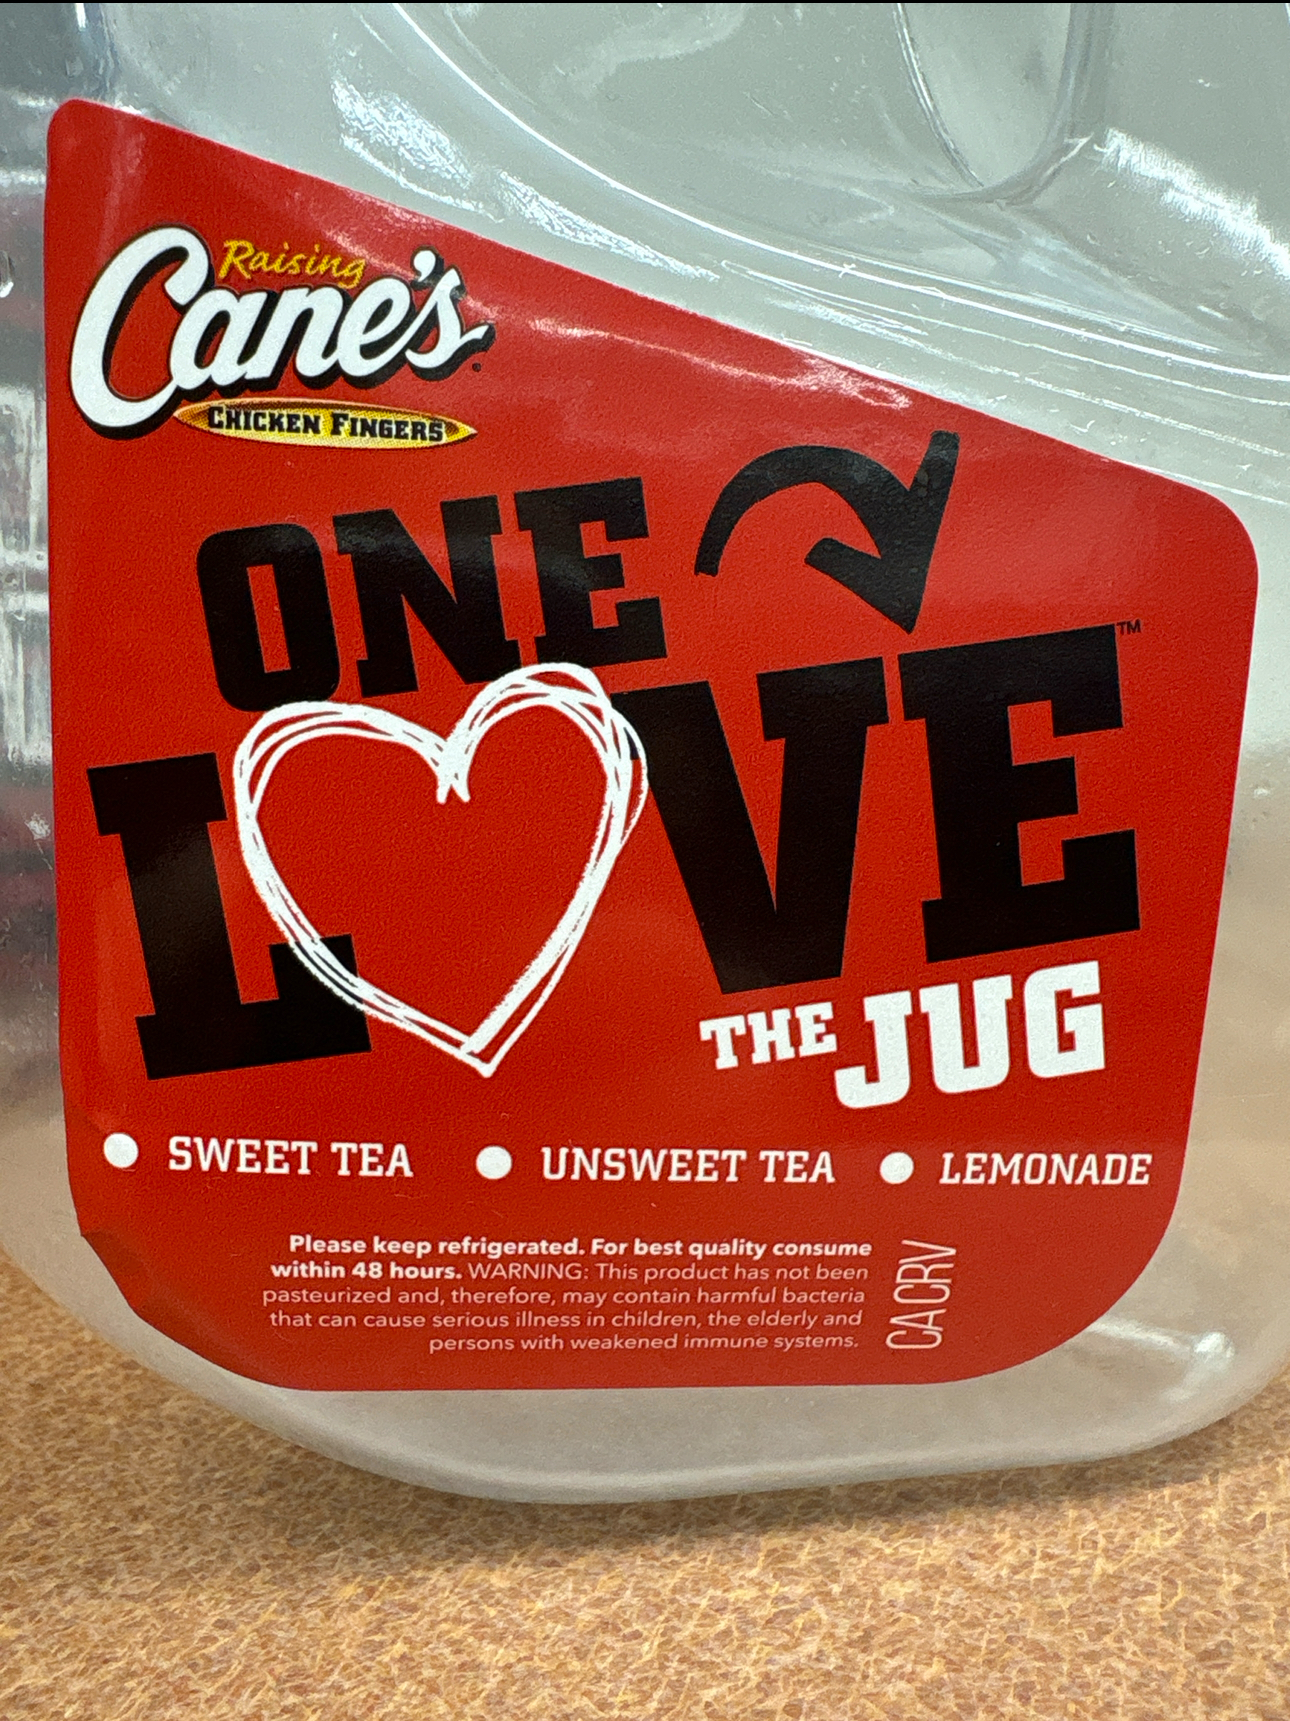 Raising
Cane's
CHICKEN FINGERS
ONE
LOVE™
THE JUG
SWEET TEA
UNSWEET TEA
LEMONADE
Please keep refrigerated. For best quality consume
within 48 hours. WARNING: This product has not been
pasteurized and, therefore, may contain harmful bacteria
that can cause serious illness in children, the elderly and
persons with weakened immune systems.
CA CRV